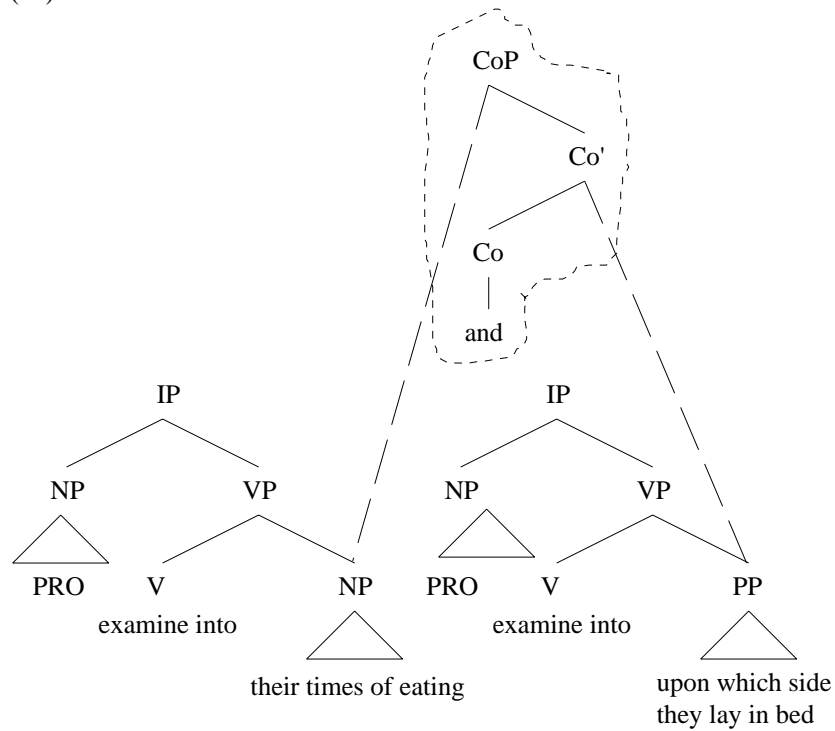 CoP
Co'
Co
and
IP IP
NP VP NP VP
PRO V NP PRO V PP
examine into examine into
their times of eating upon which side
they lay in bed